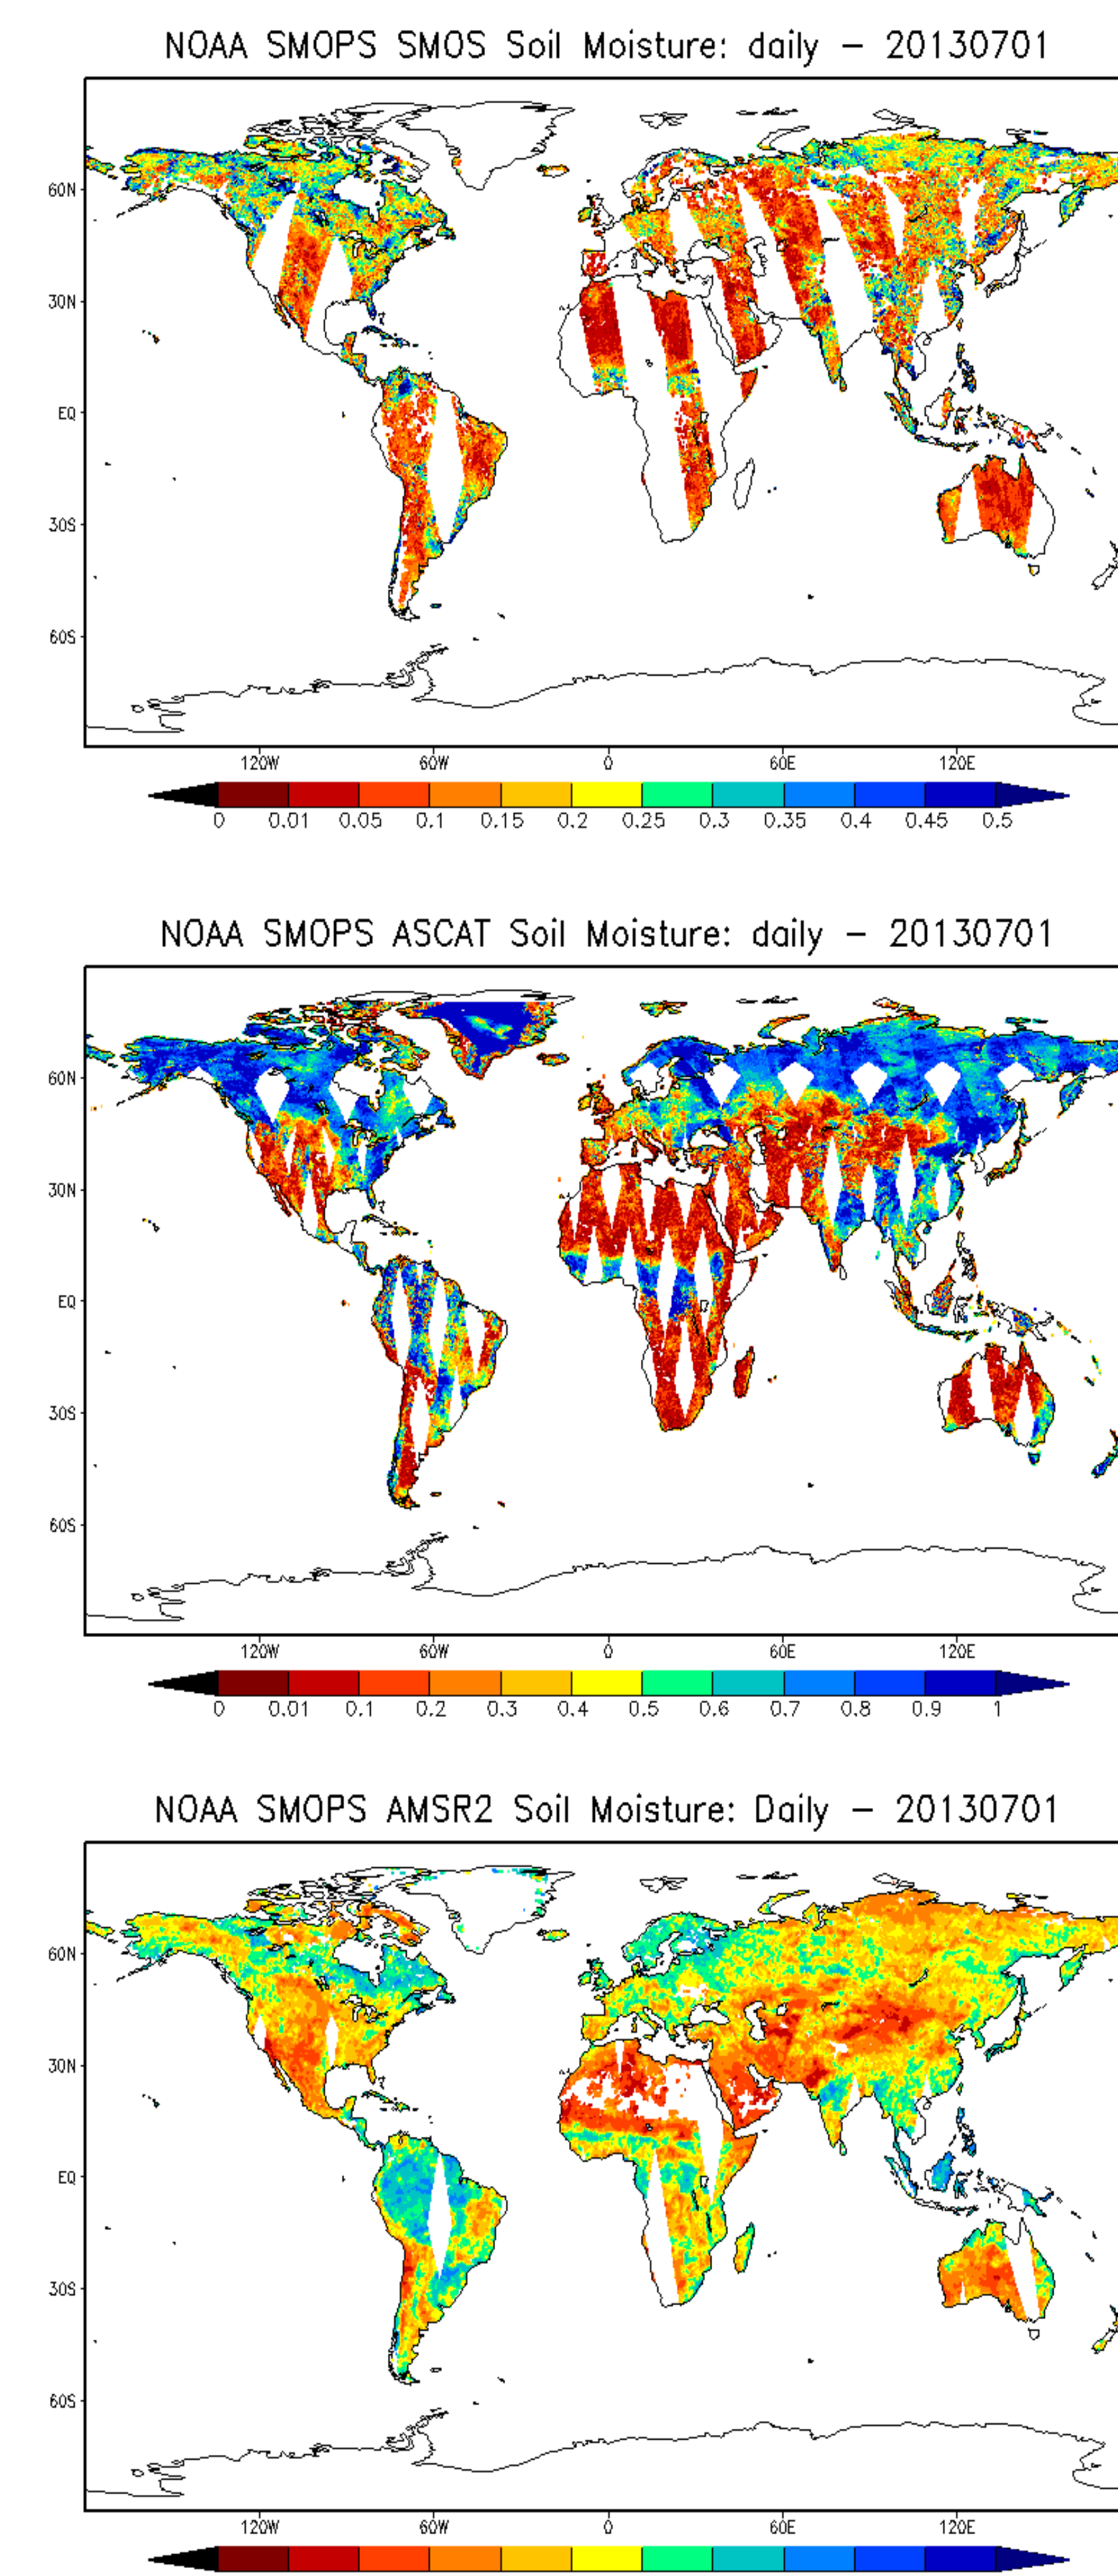 NOAA SMOPS SMOS Soil Moisture: daily – 20130701
60N
30N
EQ
30S
60S
120W 60W 0 60E 120E
0 0.01 0.05 0.1 0.15 0.2 0.25 0.3 0.35 0.4 0.45 0.5
NOAA SMOPS ASCAT Soil Moisture: daily – 20130701
60N
30N
EQ
30S
60S
120W 60W 0 60E 120E
0 0.01 0.1 0.2 0.3 0.4 0.5 0.6 0.7 0.8 0.9 1
NOAA SMOPS AMSR2 Soil Moisture: Daily – 20130701
60N
30N
EQ
30S
60S
120W 60W 0 60E 120E